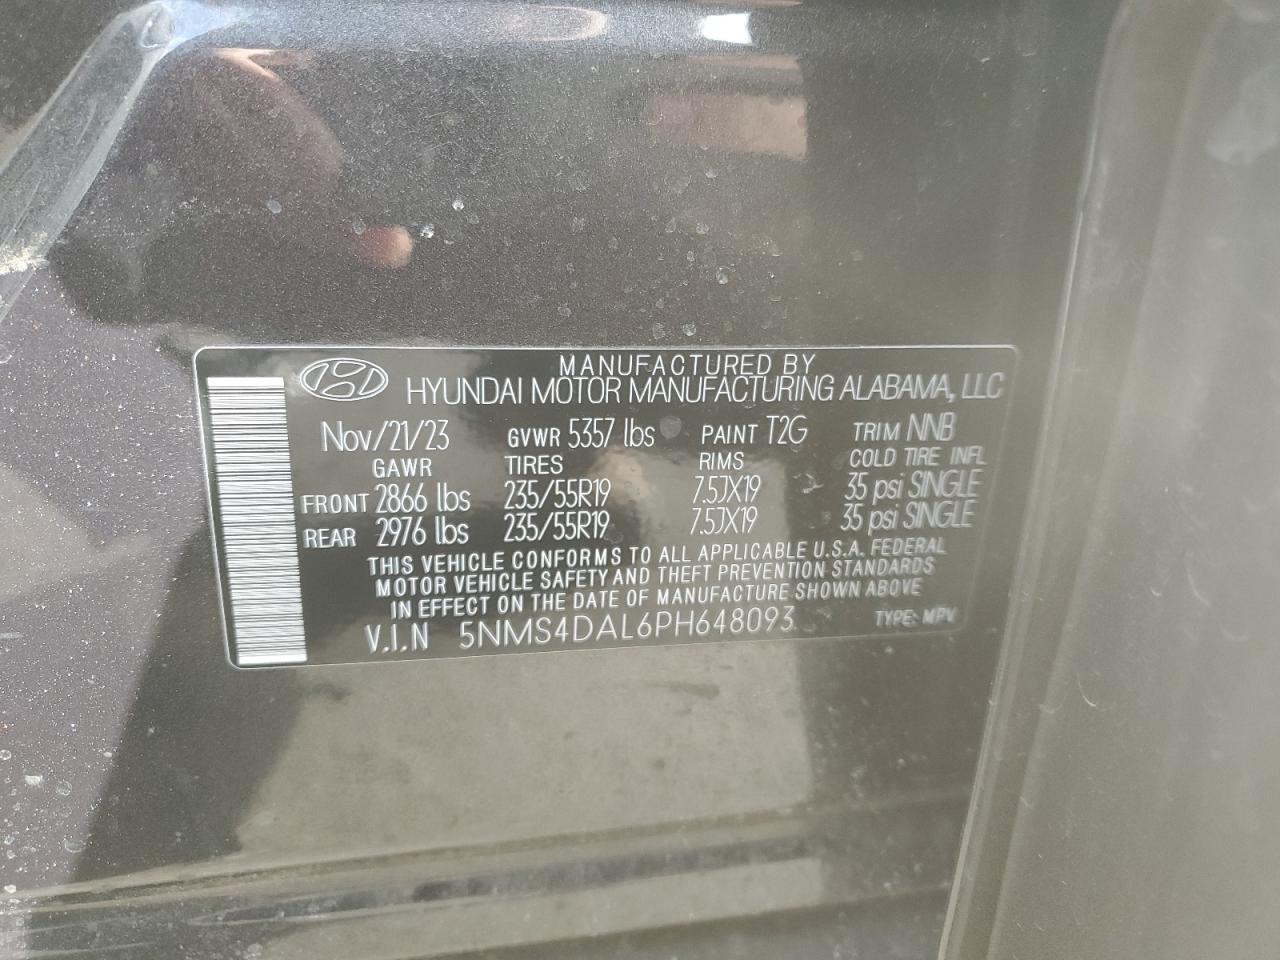 MANUFACTURED BY
HYUNDAI MOTOR MANUFACTURING ALABAMA, LLC
Nov/21/23 GVWR 5357 lbs PAINT T2G TRIM NNB
GAWR TIRES RIMS COLD TIRE INFL
FRONT 2866 lbs 235/55R19 7.5JX19 35 psi SINGLE
REAR 2976 lbs 235/55R19 7.5JX19 35 psi SINGLE
THIS VEHICLE CONFORMS TO ALL APPLICABLE U.S.A. FEDERAL
MOTOR VEHICLE SAFETY AND THEFT PREVENTION STANDARDS
IN EFFECT ON THE DATE OF MANUFACTURE SHOWN ABOVE
V.I.N 5NMS4DAL6PH648093 TYPE: MPV